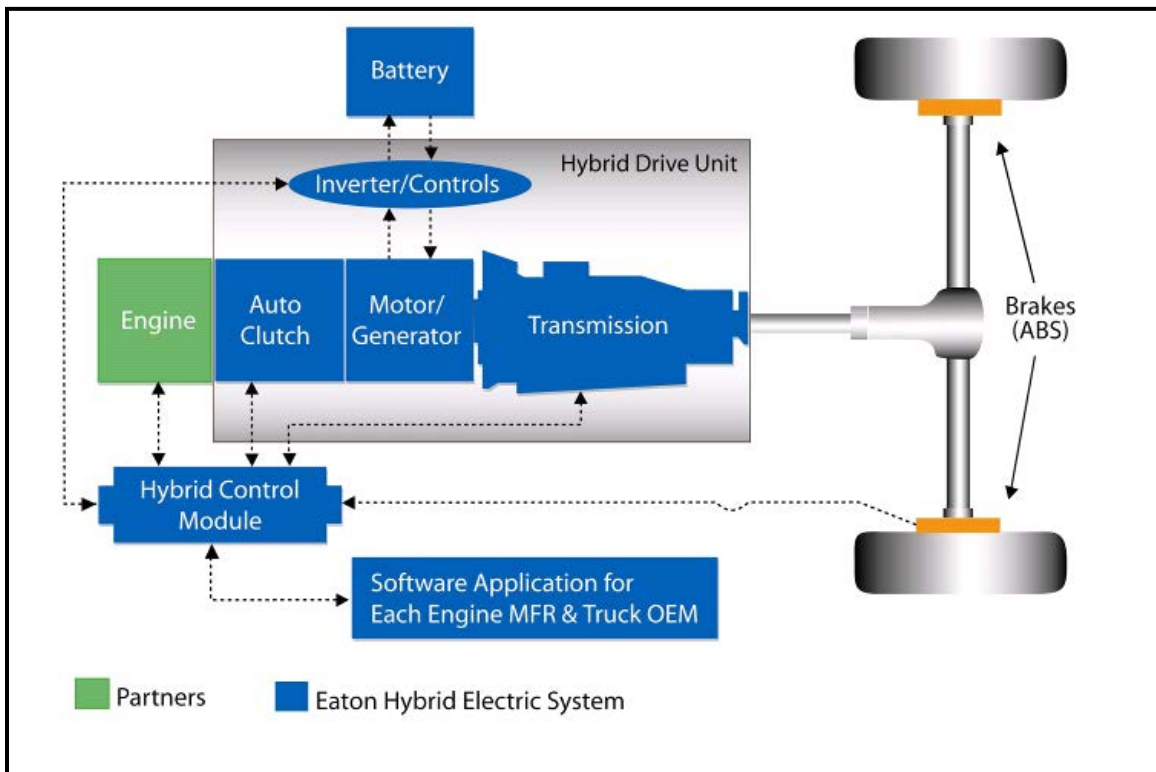 Battery
Hybrid Drive Unit
Inverter/Controls
Engine
Auto
Clutch
Motor/
Generator
Transmission
Brakes
(ABS)
Hybrid Control
Module
Software Application for
Each Engine MFR & Truck OEM
Partners
Eaton Hybrid Electric System